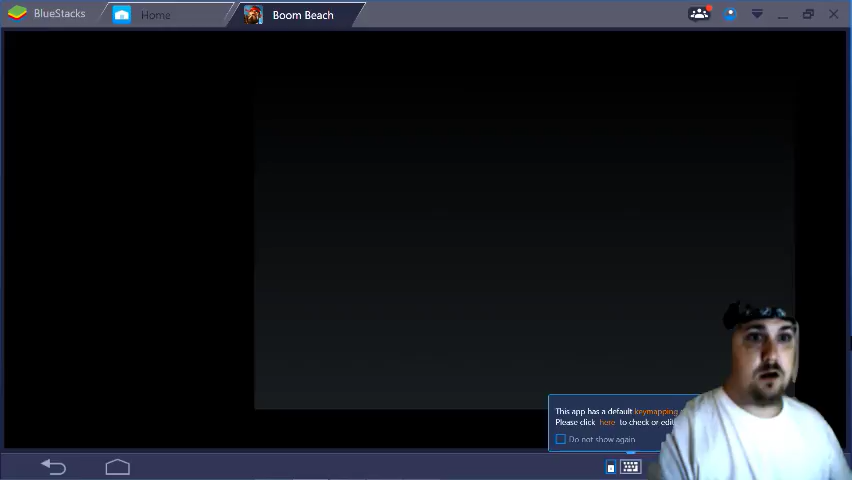 BlueStacks
Home
Boom Beach
This app has a default keymapping
Please click here to check or edit
Do not show again